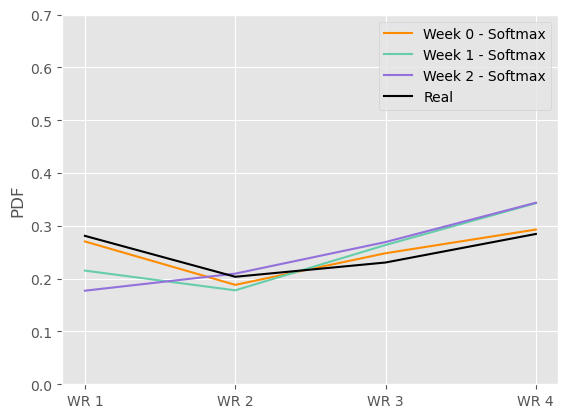 0.7
0.6
0.5
0.4
0.3
0.2
0.1
0.0
PDF
WR 1
WR 2
WR 3
WR 4
Week 0 - Softmax
Week 1 - Softmax
Week 2 - Softmax
Real